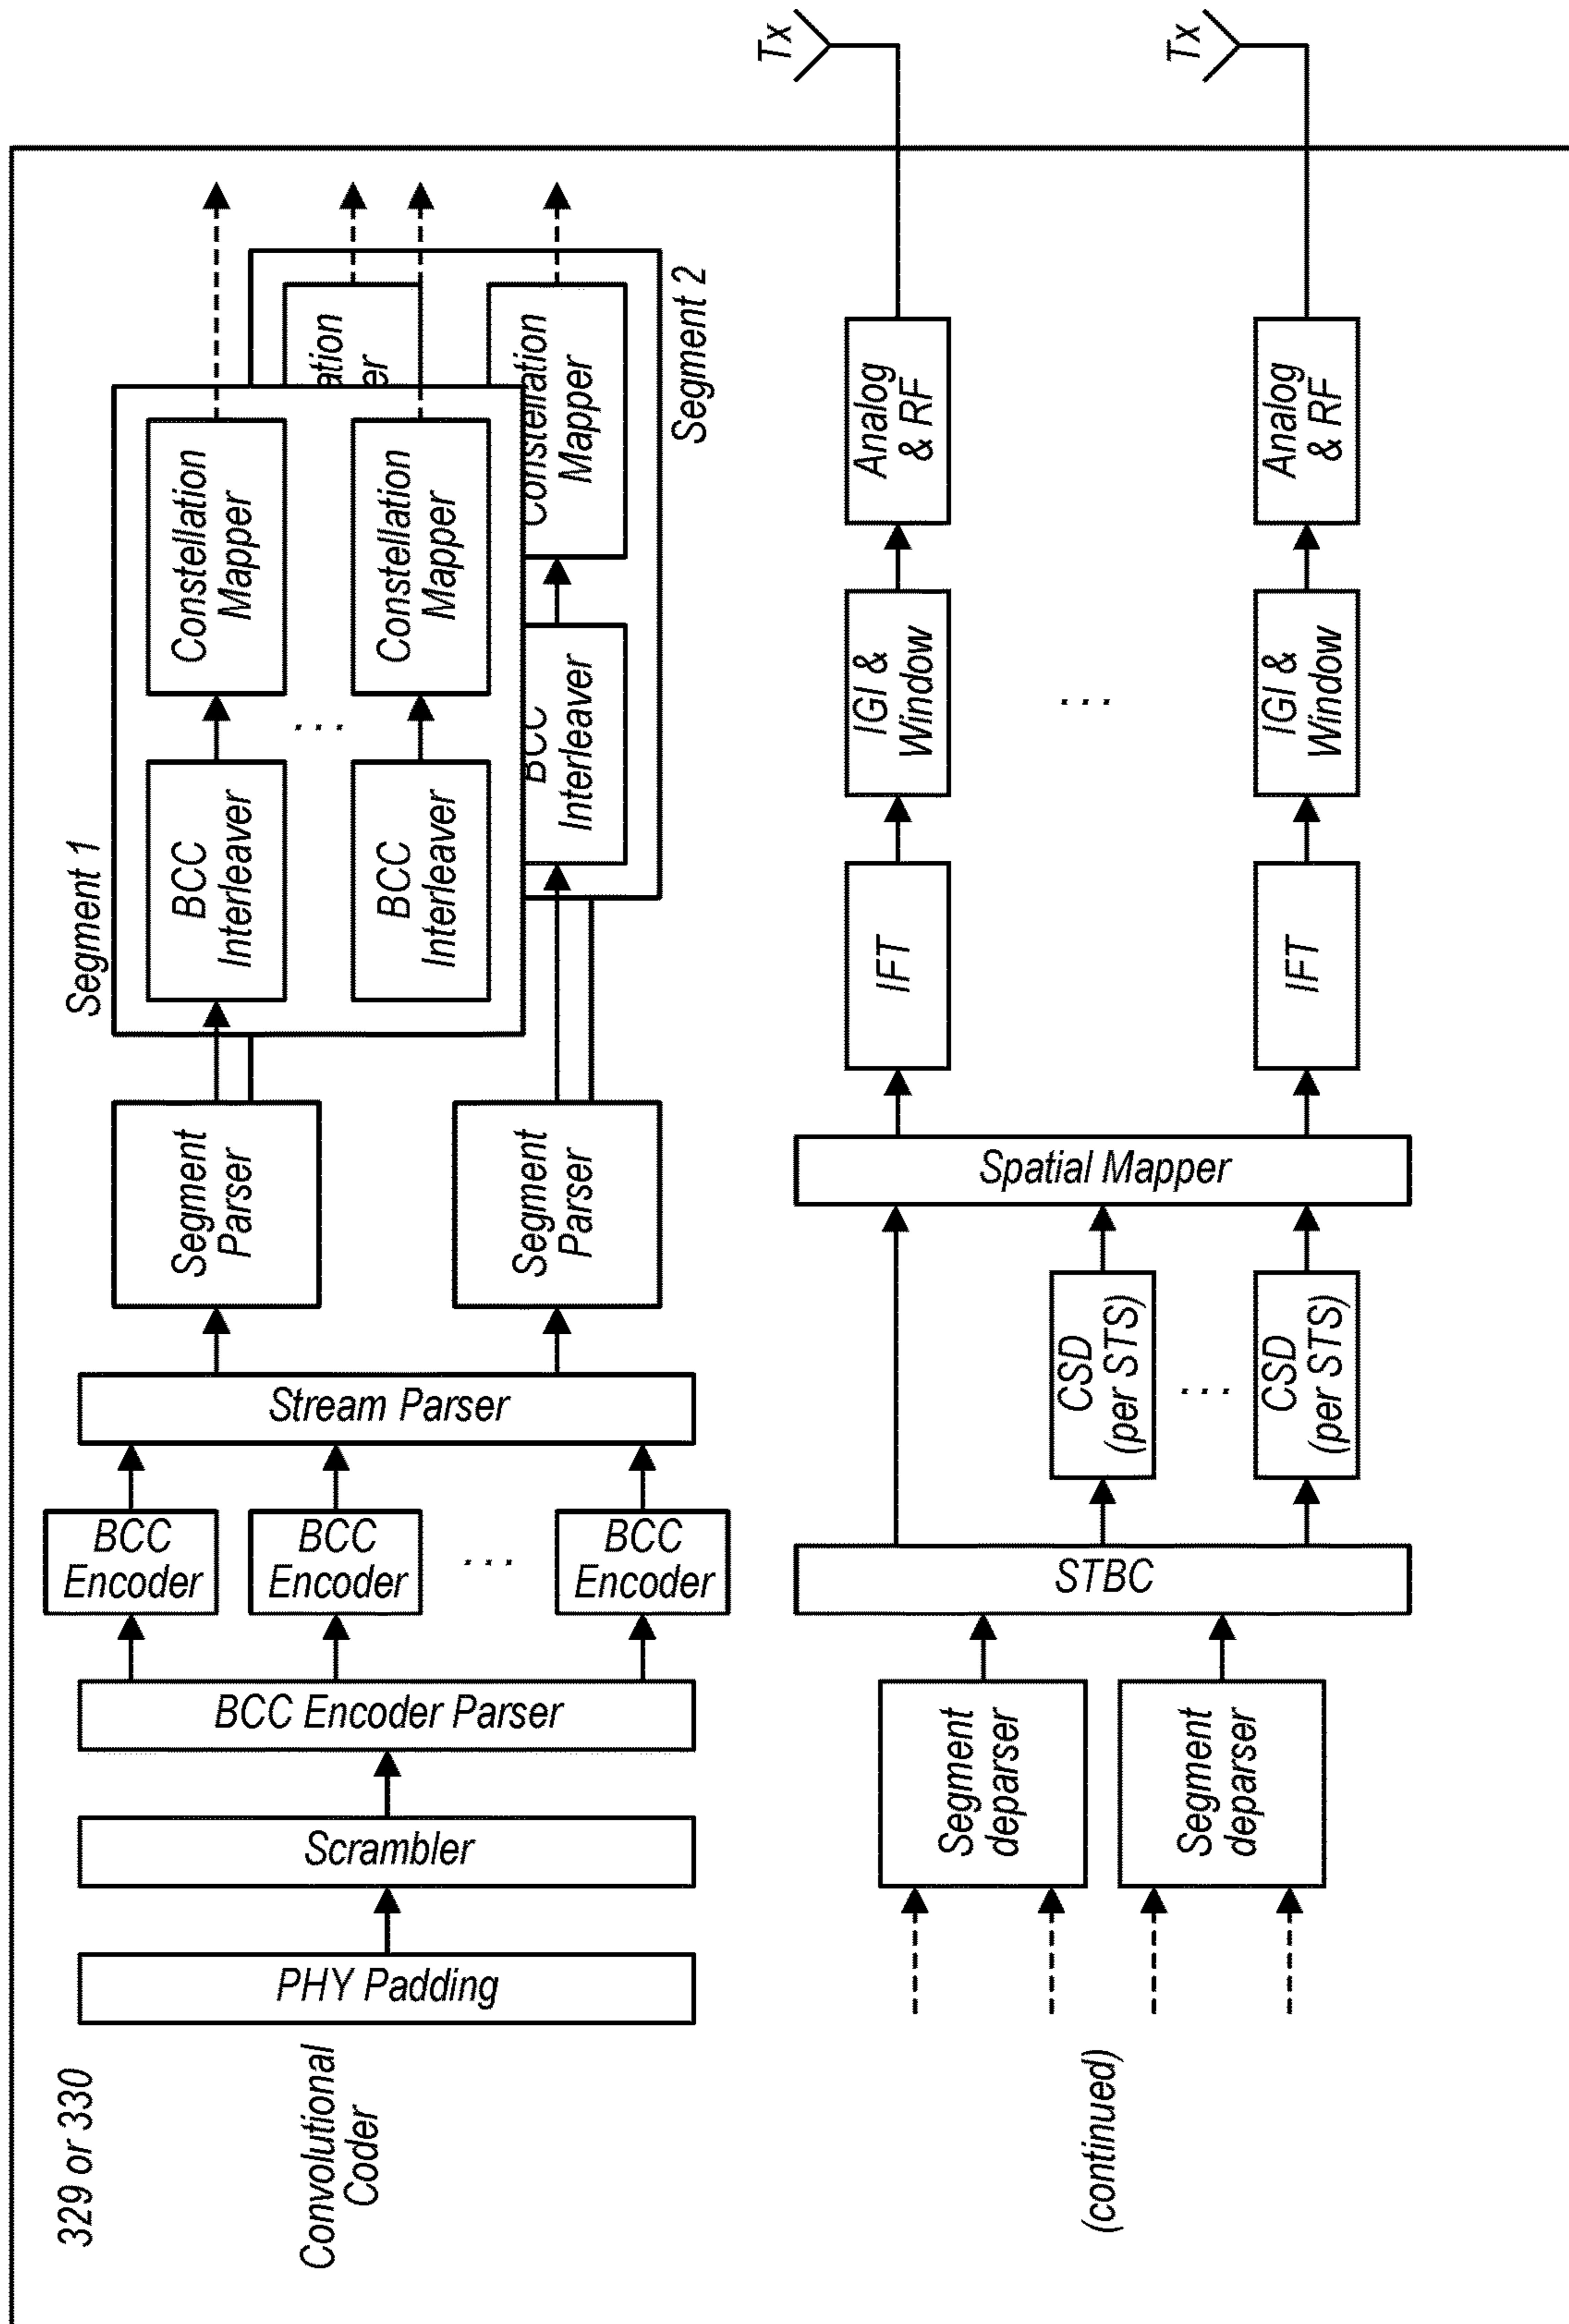 329 or 330
Convolutional
Coder
PHY Padding
Scrambler
BCC Encoder Parser
BCC
Encoder
BCC
Encoder
...
BCC
Encoder
Stream Parser
Segment
Parser
Segment
Parser
Segment 1
BCC
Interleaver
Constellation
Mapper
...
BCC
Interleaver
Constellation
Mapper
ation
er
BCC
Interleaver
Constellation
Mapper
Segment 2
(continued)
Segment
deparser
Segment
deparser
STBC
CSD
(per STS)
...
CSD
(per STS)
Spatial Mapper
IFT
IGI &
Window
Analog
& RF
Tx
...
IFT
IGI &
Window
Analog
& RF
Tx